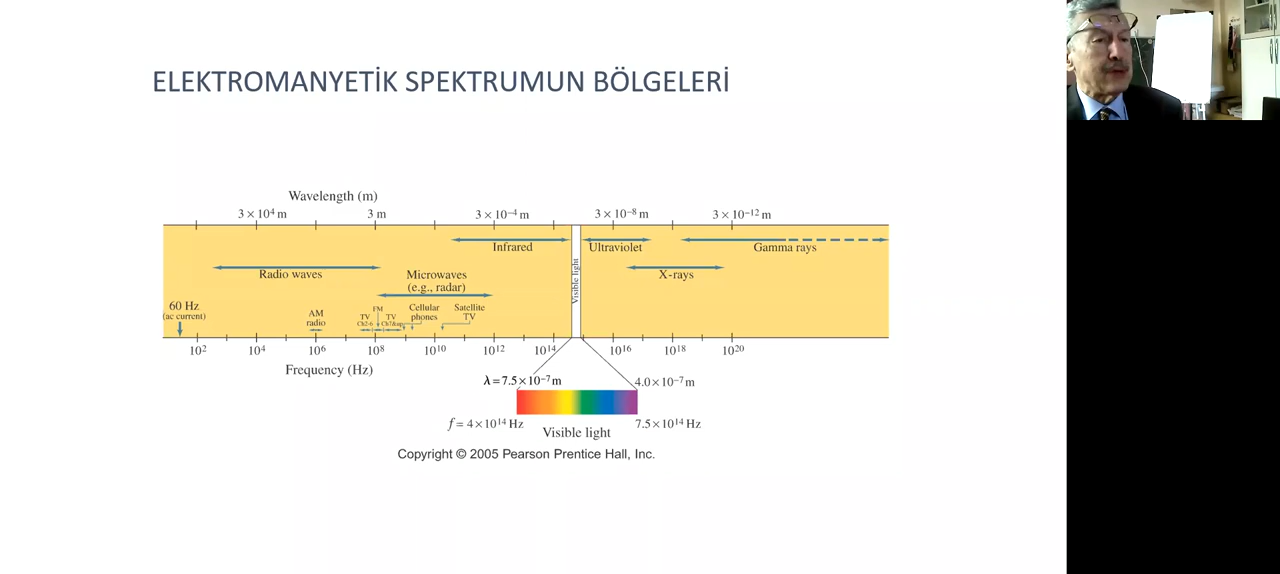 ELEKTROMANYETİK SPEKTRUMUN BÖLGELERİ
Wavelength (m)
3 × 10⁴ m 3 m 3 × 10⁻⁴ m 3 × 10⁻⁸ m 3 × 10⁻¹² m
Infrared Ultraviolet Gamma rays
Radio waves Microwaves X-rays
(e.g., radar)
Visible light
60 Hz
(ac current)
AM
radio
TV
Ch2-6
FM
TV
Cellular
phones
Satellite
TV
10² 10⁴ 10⁶ 10⁸ 10¹⁰ 10¹² 10¹⁴ 10¹⁶ 10¹⁸ 10²⁰
Frequency (Hz)
λ = 7.5 × 10⁻⁷ m 4.0 × 10⁻⁷ m
f = 4 × 10¹⁴ Hz 7.5 × 10¹⁴ Hz
Visible light
Copyright © 2005 Pearson Prentice Hall, Inc.